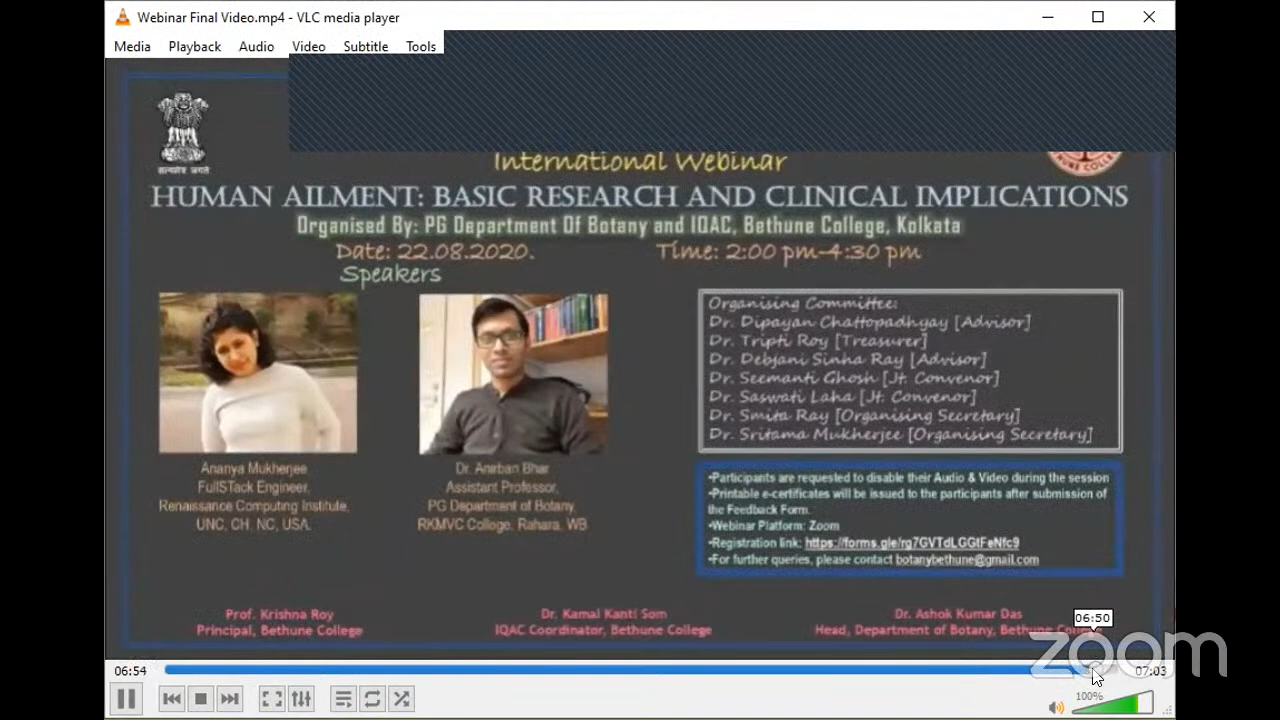 Webinar Final Video.mp4 - VLC media player
Media Playback Audio Video Subtitle Tools
सत्यमेव जयते
BETHUNE COLLEGE
International Webinar
HUMAN AILMENT: BASIC RESEARCH AND CLINICAL IMPLICATIONS
Organised By: PG Department Of Botany and IQAC, Bethune College, Kolkata
Date: 22.08.2020. Time: 2:00 pm-4:30 pm
Speakers
Ananya Mukherjee
FullSTack Engineer,
Renaissance Computing Institute,
UNC, CH, NC, USA.
Dr. Anirban Bhar
Assistant Professor,
PG Department of Botany,
RKMVC College, Rahara, WB
Organising Committee:
Dr. Dipayan Chattopadhyay [Advisor]
Dr. Tripti Roy [Treasurer]
Dr. Debjani Sinha Ray [Advisor]
Dr. Seemanti Ghosh [Jt. Convenor]
Dr. Saswati Laha [Jt. Convenor]
Dr. Smita Ray [Organising Secretary]
Dr. Sritama Mukherjee [Organising Secretary]
•Participants are requested to disable their Audio & Video during the session
•Printable e-certificates will be issued to the participants after submission of
the Feedback Form.
•Webinar Platform: Zoom
•Registration link: https://forms.gle/rg7GVTdLGGtFeNfc9
•For further queries, please contact botanybethune@gmail.com
Prof. Krishna Roy
Principal, Bethune College
Dr. Kamal Kanti Som
IQAC Coordinator, Bethune College
Dr. Ashok Kumar Das
Head, Department of Botany, Bethune College
06:50
zoom
06:54 07:03
100%